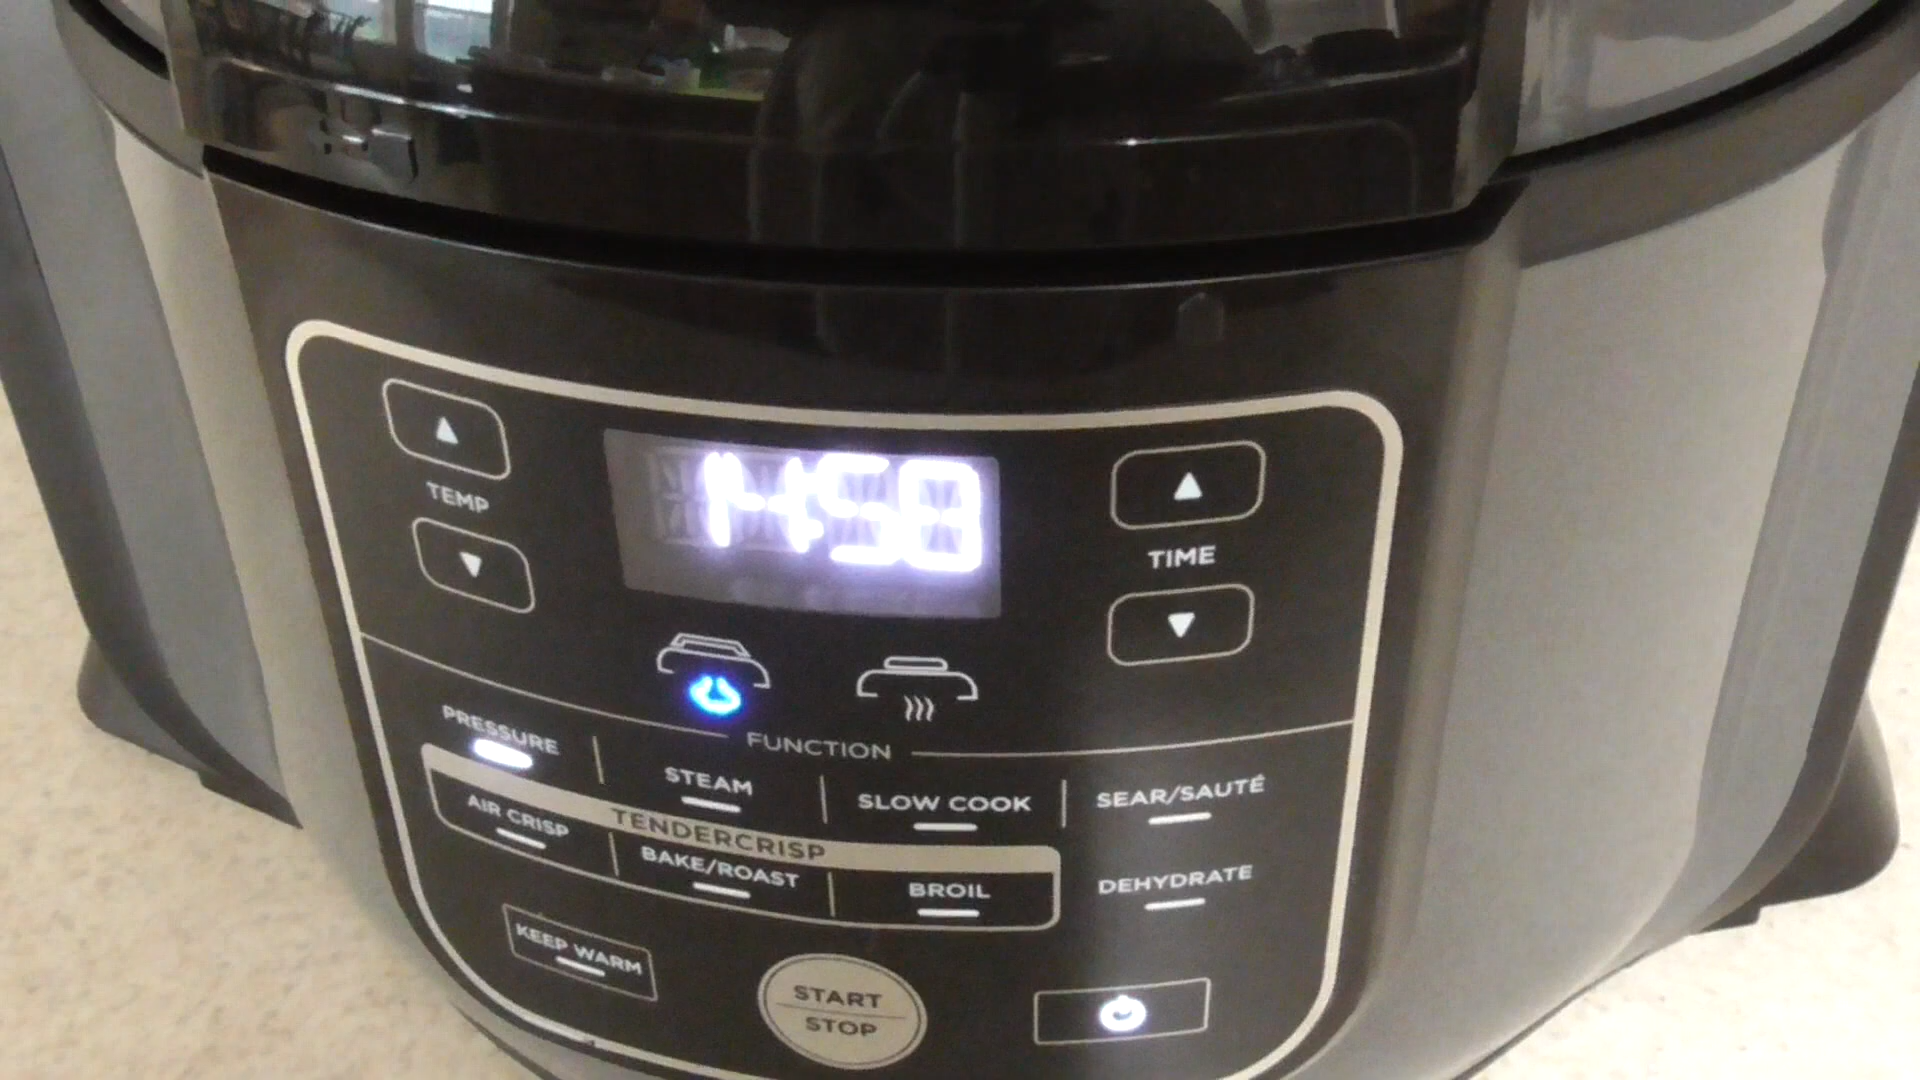 14:58
TEMP
TIME
FUNCTION
PRESSURE
STEAM
SLOW COOK
SEAR/SAUTÉ
TENDERCRISP
AIR CRISP
BAKE/ROAST
BROIL
DEHYDRATE
KEEP WARM
START
STOP